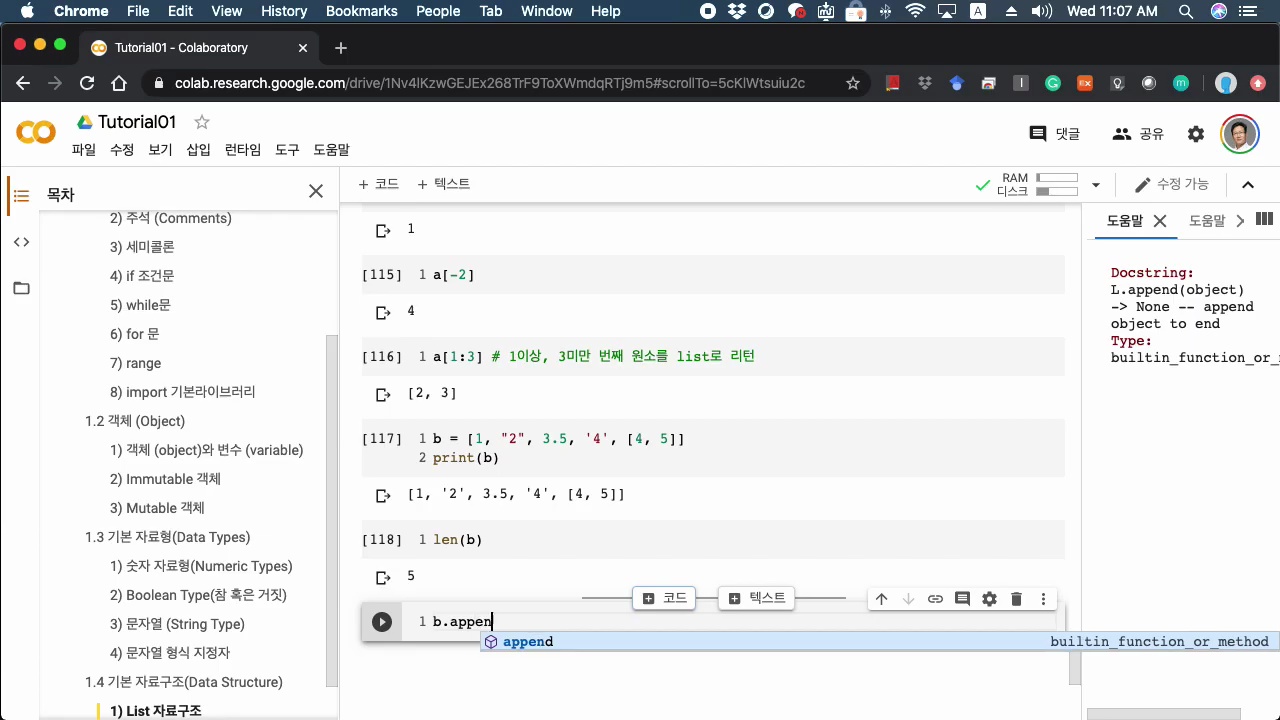 Chrome File Edit View History Bookmarks People Tab Window Help A Wed 11:07 AM
Tutorial01 - Colaboratory
colab.research.google.com/drive/1Nv4lKzwGEJEx268TrF9ToXWmdqRTj9m5#scrollTo=5cKlWtsuiu2c
Tutorial01
댓글 공유
파일 수정 보기 삽입 런타임 도구 도움말
목차
+ 코드 + 텍스트
RAM
디스크
수정 가능
2) 주석 (Comments)
3) 세미콜론
4) if 조건문
5) while문
6) for 문
7) range
8) import 기본라이브러리
1.2 객체 (Object)
1) 객체 (object)와 변수 (variable)
2) Immutable 객체
3) Mutable 객체
1.3 기본 자료형(Data Types)
1) 숫자 자료형(Numeric Types)
2) Boolean Type(참 혹은 거짓)
3) 문자열 (String Type)
4) 문자열 형식 지정자
1.4 기본 자료구조(Data Structure)
1) List 자료구조
1
[115] 1 a[-2]
4
[116] 1 a[1:3] # 1이상, 3미만 번째 원소를 list로 리턴
[2, 3]
[117] 1 b = [1, "2", 3.5, '4', [4, 5]]
2 print(b)
[1, '2', 3.5, '4', [4, 5]]
[118] 1 len(b)
5
코드 텍스트
1 b.appen
append builtin_function_or_method
도움말 도움말
Docstring:
L.append(object)
-> None -- append
object to end
Type:
builtin_function_or_